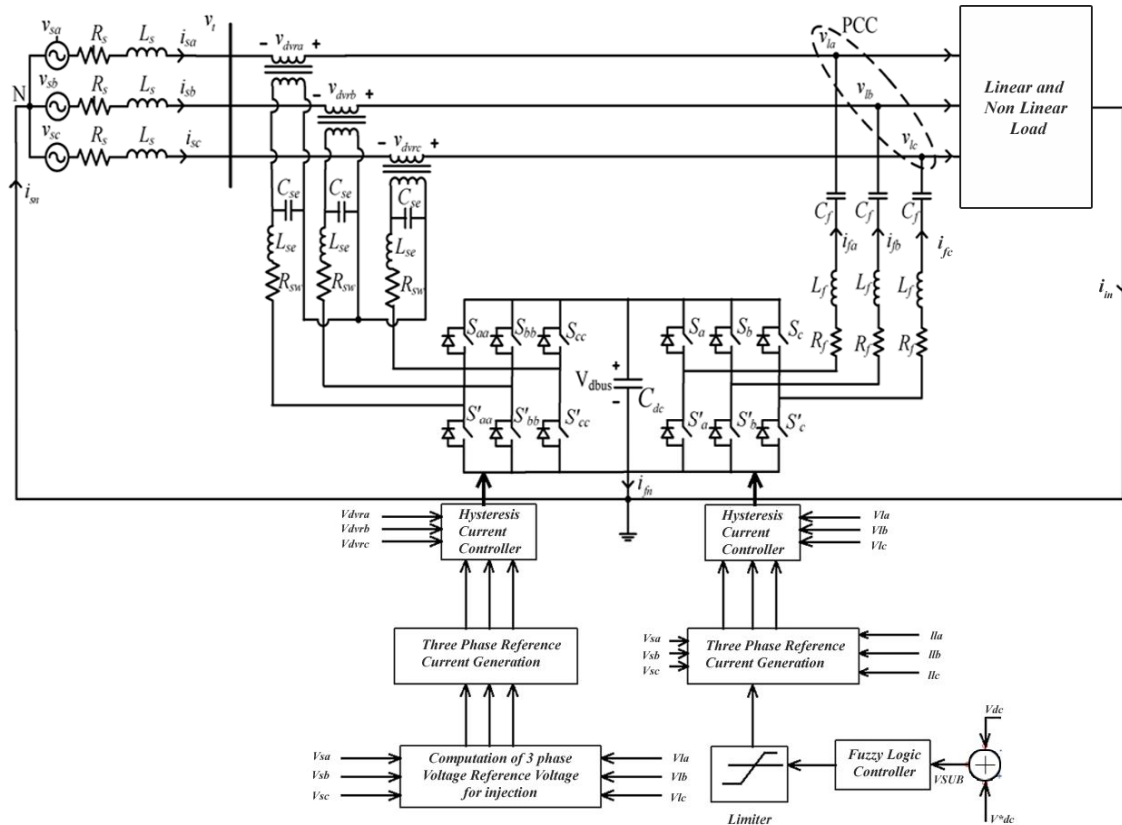 v_sa
R_s
L_s
i_sa
v_t
- v_dvra +
v_la
PCC
N
v_sb
R_s
L_s
i_sb
- v_dvrb +
v_lb
Linear and
Non Linear
Load
v_sc
R_s
L_s
i_sc
- v_dvrc +
v_lc
i_sn
C_se
C_se
C_se
C_f
C_f
C_f
i_fa
i_fb
i_fc
L_se
L_se
L_se
R_sw
R_sw
R_sw
L_f
L_f
L_f
i_in
R_f
R_f
R_f
S_aa
S_bb
S_cc
S_a
S_b
S_c
+
V_dbus
-
C_dc
S'_aa
S'_bb
S'_cc
S'_a
S'_b
S'_c
i_fn
Vdvra
Vdvrb
Vdvrc
Hysteresis
Current
Controller
Hysteresis
Current
Controller
Vla
Vlb
Vlc
Three Phase Reference
Current Generation
Vsa
Vsb
Vsc
Three Phase Reference
Current Generation
Ila
Ilb
Ilc
Vsa
Vsb
Vsc
Computation of 3 phase
Voltage Reference Voltage
for injection
Vla
Vlb
Vlc
Limiter
Fuzzy Logic
Controller
VSUB
Vdc
V*dc